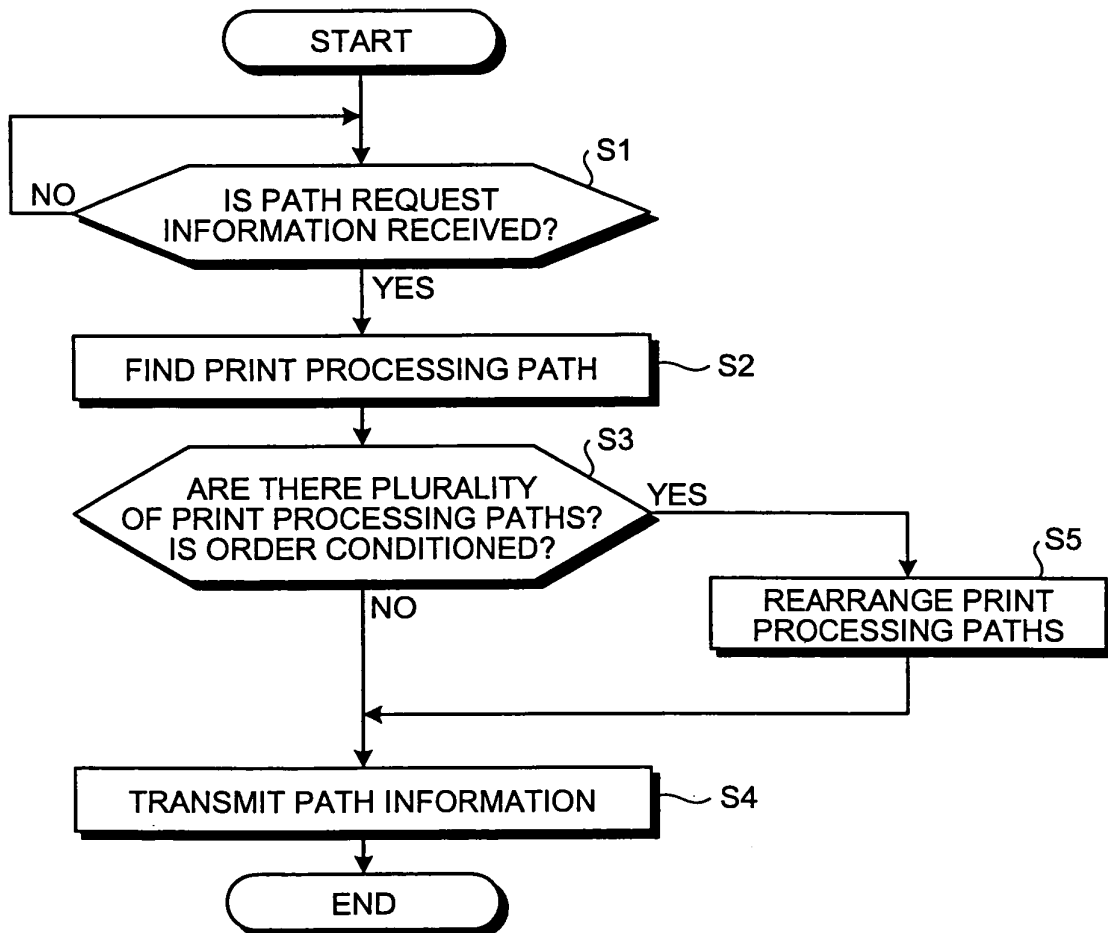 START
S1
NO
IS PATH REQUEST
INFORMATION RECEIVED?
YES
FIND PRINT PROCESSING PATH
S2
S3
ARE THERE PLURALITY
OF PRINT PROCESSING PATHS?
IS ORDER CONDITIONED?
YES
NO
S5
REARRANGE PRINT
PROCESSING PATHS
TRANSMIT PATH INFORMATION
S4
END